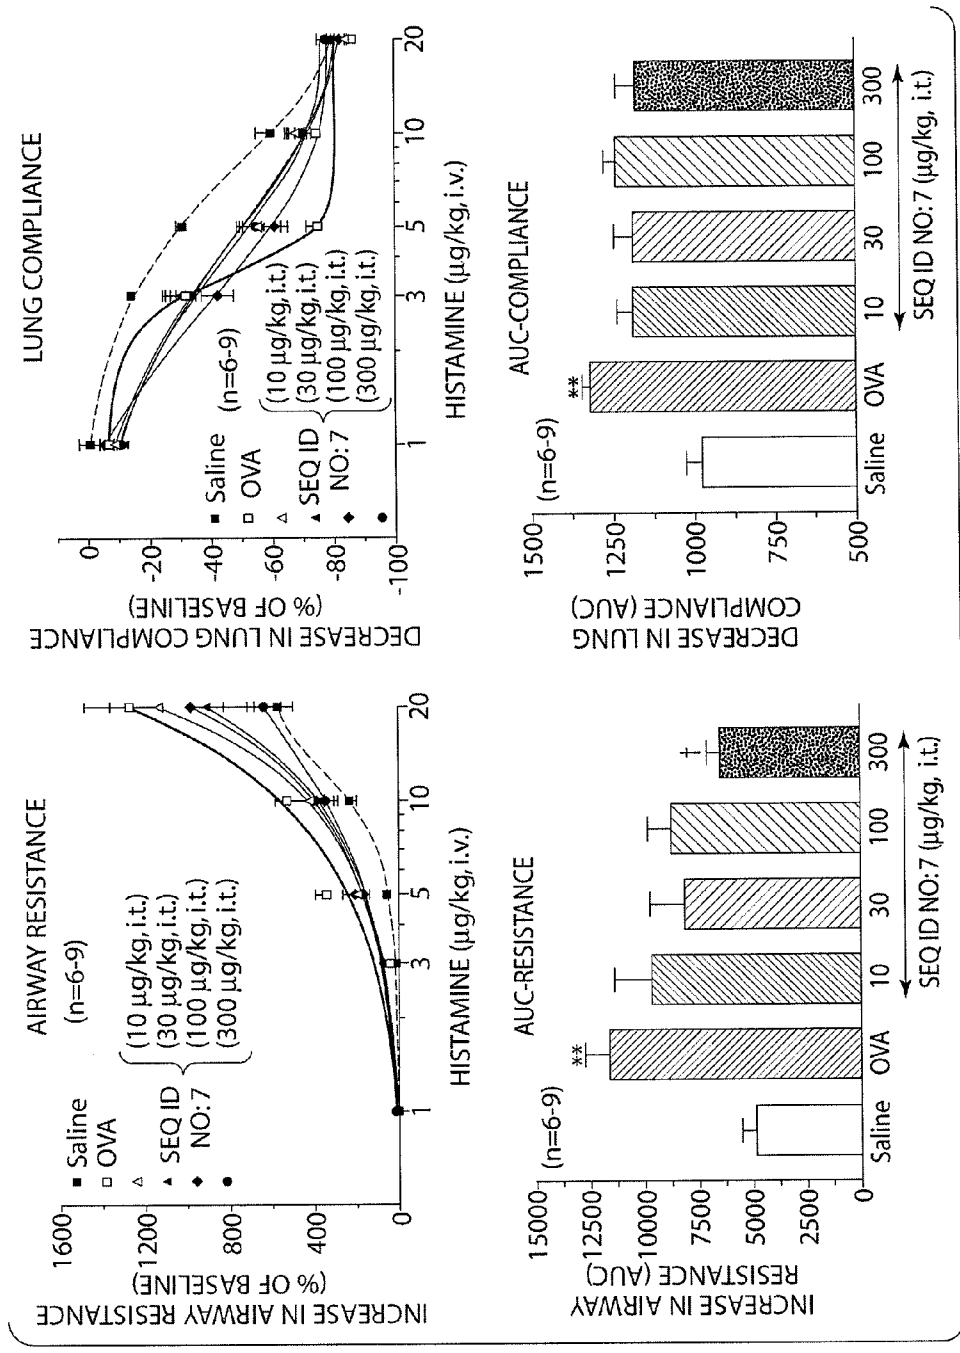 AIRWAY RESISTANCE
(n=6-9)
Saline
OVA
(10 µg/kg, i.t.)
SEQ ID (30 µg/kg, i.t.)
NO: 7 (100 µg/kg, i.t.)
(300 µg/kg, i.t.)
INCREASE IN AIRWAY RESISTANCE
(% OF BASELINE)
1600
1200
800
400
0
1 3 5 10 20
HISTAMINE (µg/kg, i.v.)
LUNG COMPLIANCE
Saline (n=6-9)
OVA
(10 µg/kg, i.t.)
SEQ ID (30 µg/kg, i.t.)
NO: 7 (100 µg/kg, i.t.)
(300 µg/kg, i.t.)
DECREASE IN LUNG COMPLIANCE
(% OF BASELINE)
0
-20
-40
-60
-80
-100
1 3 5 10 20
HISTAMINE (µg/kg, i.v.)
AUC-RESISTANCE
(n=6-9)
INCREASE IN AIRWAY
RESISTANCE (AUC)
15000
12500
10000
7500
5000
2500
0
**
†
Saline OVA 10 30 100 300
SEQ ID NO: 7 (µg/kg, i.t.)
AUC-COMPLIANCE
(n=6-9)
DECREASE IN LUNG
COMPLIANCE (AUC)
1500
1250
1000
750
500
**
Saline OVA 10 30 100 300
SEQ ID NO: 7 (µg/kg, i.t.)